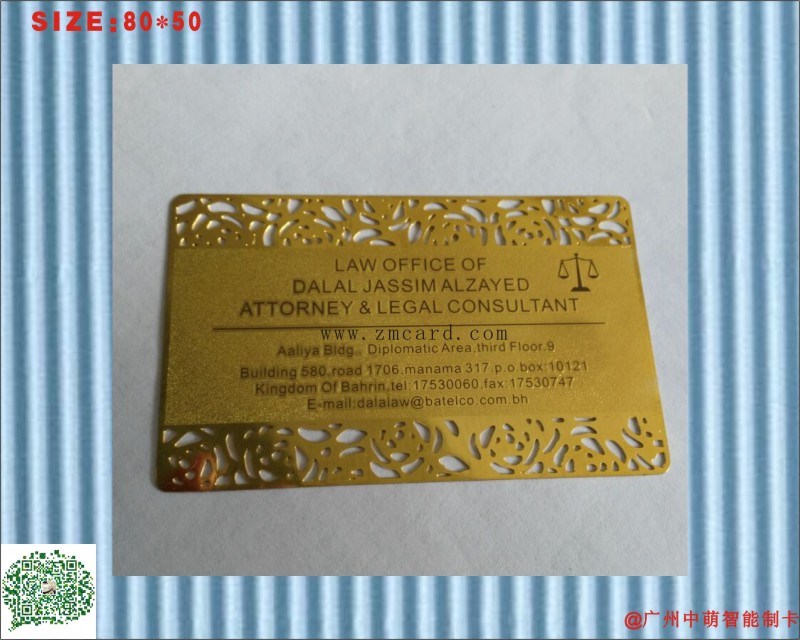 SIZE:80*50
LAW OFFICE OF
DALAL JASSIM ALZAYED
ATTORNEY & LEGAL CONSULTANT
www.zmcard.com
Aaliya Bldg. Diplomatic Area,third Floor.9
Building 580,road 1706,manama 317.p.o.box:10121
Kingdom Of Bahrin,tel:17530060.fax:17530747
E-mail:dalalaw@batelco.com.bh
@广州中萌智能制卡